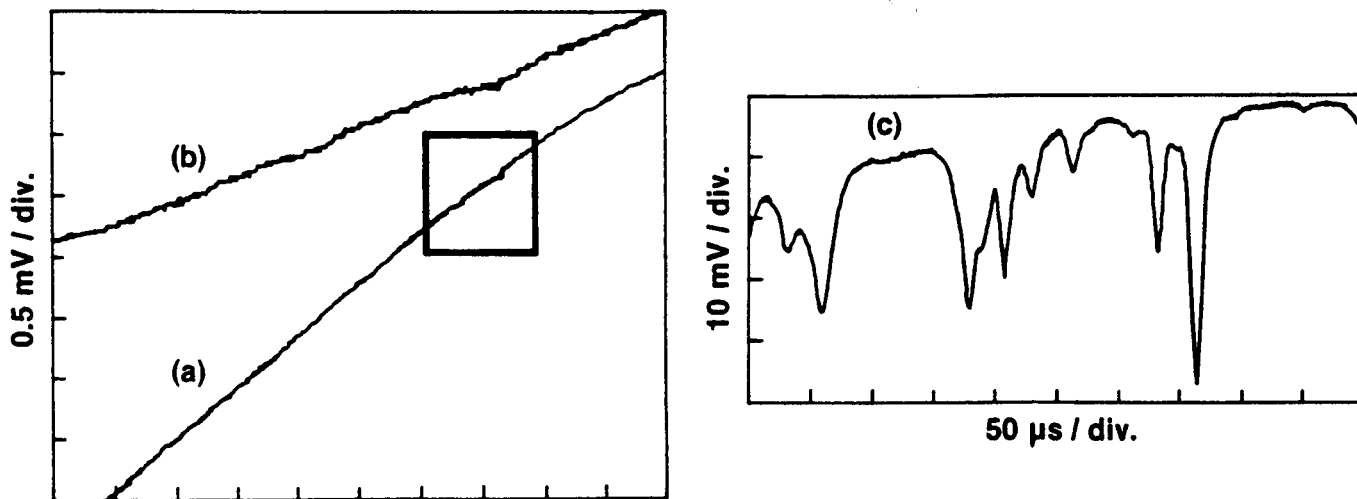 0.5 mV / div.
(b)
(a)
10 mV / div.
(c)
50 µs / div.